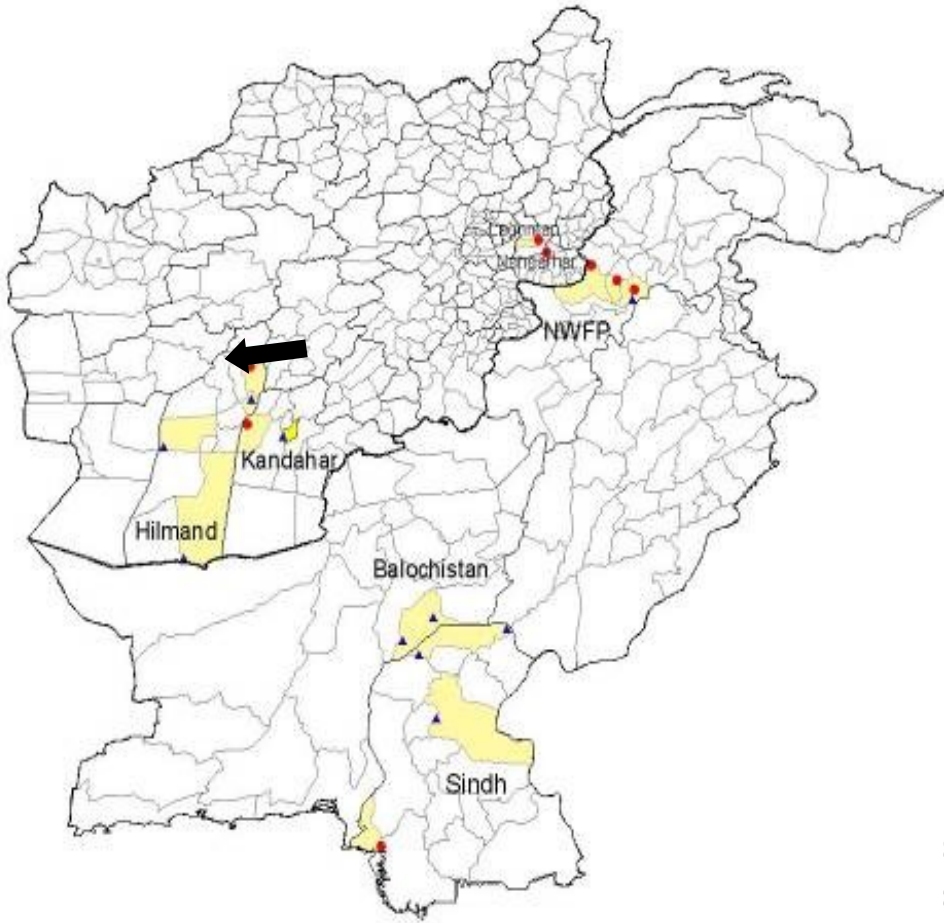 Laghman
Nangarhar
NWFP
Kandahar
Hilmand
Balochistan
Sindh